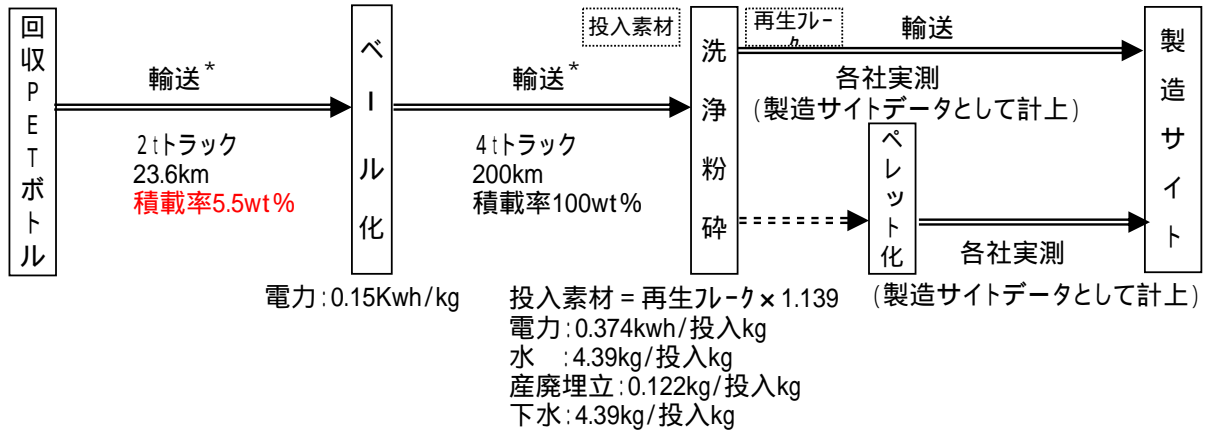 回収PETボトル
輸送*
2tトラック
23.6km
積載率5.5wt%
ベール化
電力:0.15Kwh/kg
輸送*
4tトラック
200km
積載率100wt%
投入素材
洗浄粉砕
再生フレーク
輸送
各社実測
(製造サイトデータとして計上)
ペレット化
各社実測
(製造サイトデータとして計上)
製造サイト
投入素材=再生フレーク×1.139
電力:0.374kwh/投入kg
水 :4.39kg/投入kg
産廃埋立:0.122kg/投入kg
下水:4.39kg/投入kg